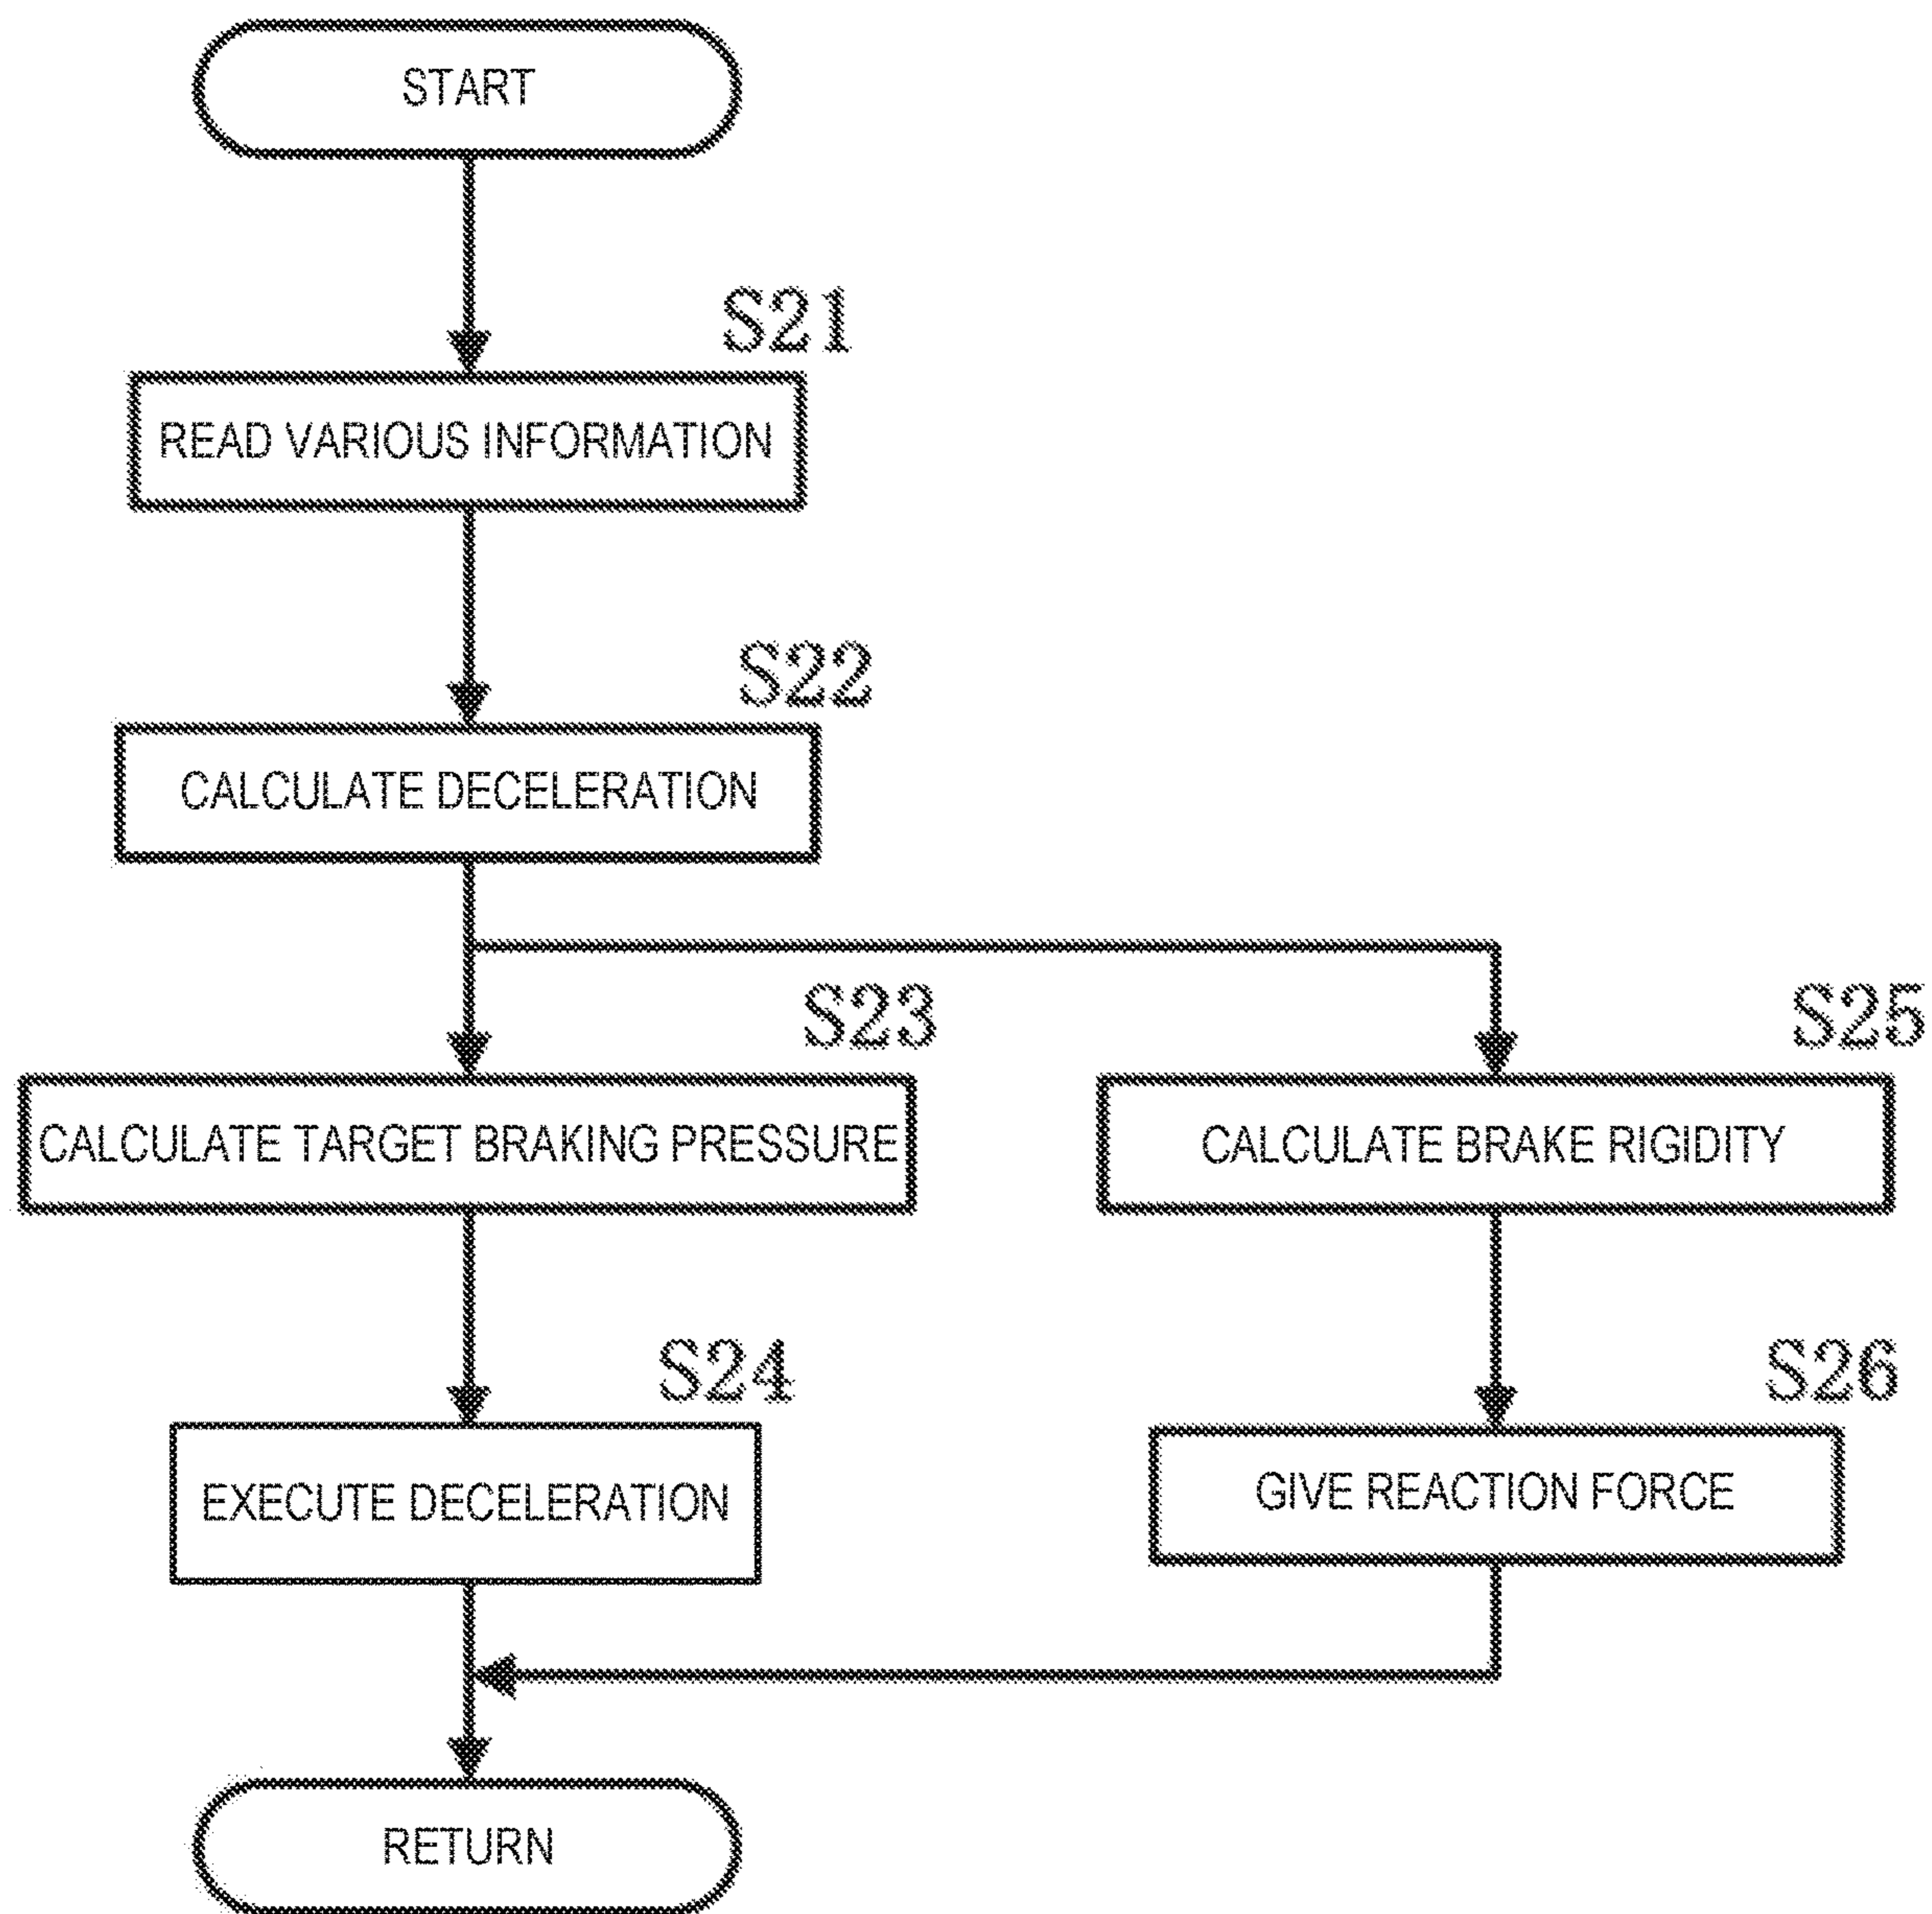 START
S21
READ VARIOUS INFORMATION
S22
CALCULATE DECELERATION
S23
CALCULATE TARGET BRAKING PRESSURE
S25
CALCULATE BRAKE RIGIDITY
S24
EXECUTE DECELERATION
S26
GIVE REACTION FORCE
RETURN